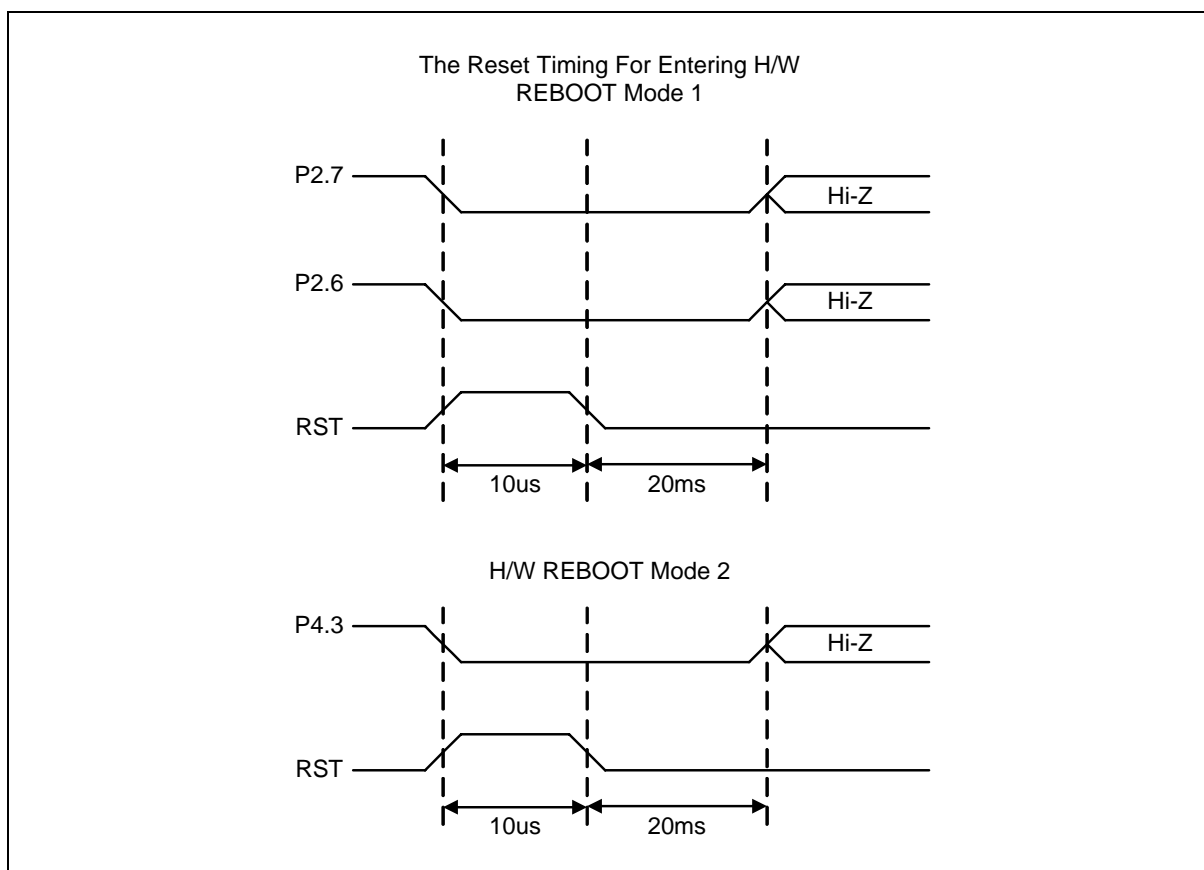 The Reset Timing For Entering H/W
REBOOT Mode 1
P2.7
Hi-Z
P2.6
Hi-Z
RST
10us
20ms
H/W REBOOT Mode 2
P4.3
Hi-Z
RST
10us
20ms